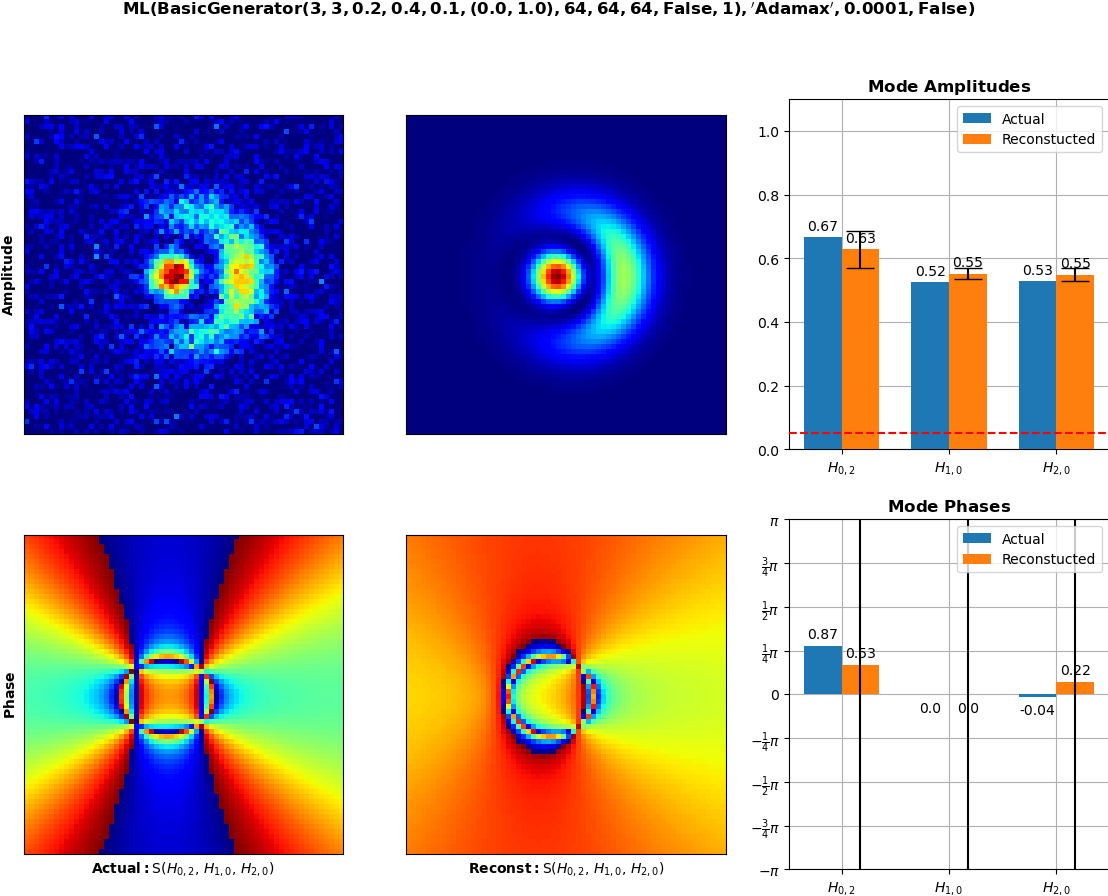 ML(BasicGenerator(3, 3, 0.2, 0.4, 0.1, (0.0, 1.0), 64, 64, 64, False, 1), ′Adamax′, 0.0001, False)
Amplitude
Mode Amplitudes
Actual
Reconstucted
1.0
0.8
0.6
0.4
0.2
0.0
0.67
0.63
0.52
0.55
0.53
0.55
H0,2
H1,0
H2,0
Phase
Actual: S(H0,2, H1,0, H2,0)
Reconst: S(H0,2, H1,0, H2,0)
Mode Phases
Actual
Reconstucted
π
3/4π
1/2π
1/4π
0
−1/4π
−1/2π
−3/4π
−π
0.87
0.53
0.0
0.0
-0.04
0.22
H0,2
H1,0
H2,0